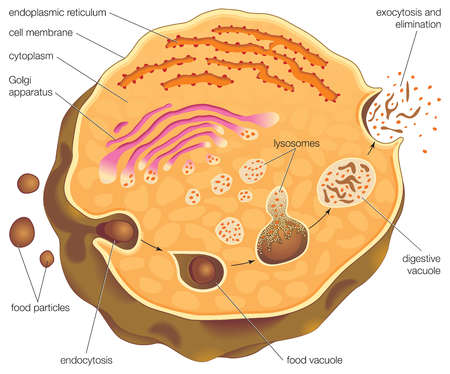 endoplasmic reticulum
cell membrane
cytoplasm
Golgi
apparatus
exocytosis and
elimination
lysosomes
digestive
vacuole
food particles
endocytosis
food vacuole